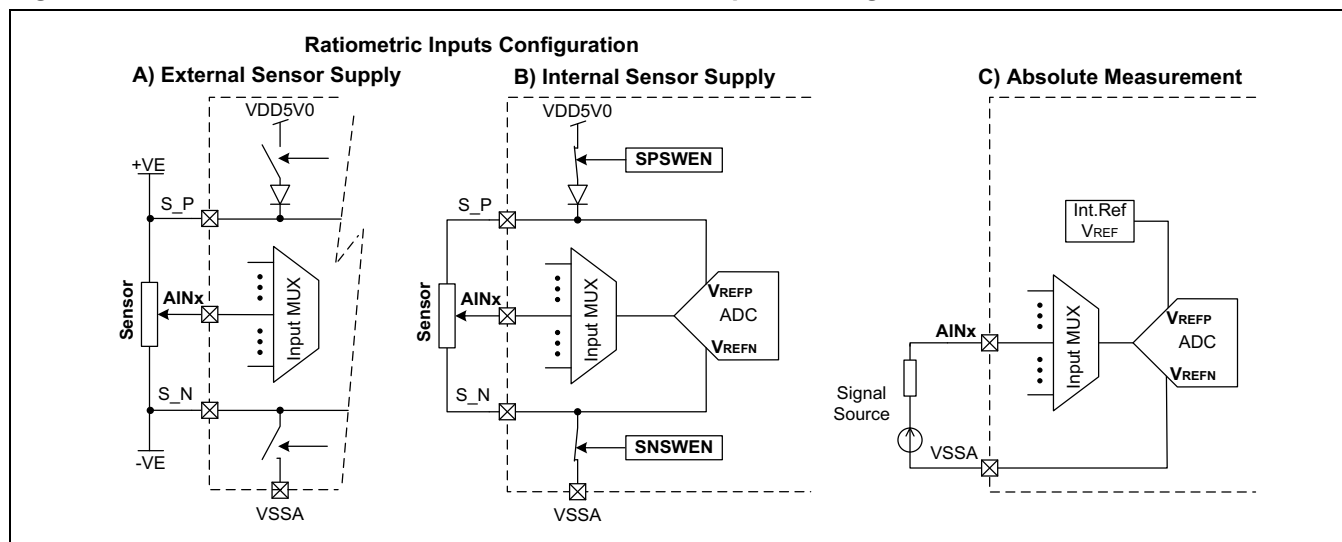 Ratiometric Inputs Configuration
A) External Sensor Supply
VDD5V0
+VE
S_P
Sensor
AINx
Input MUX
S_N
-VE
VSSA
B) Internal Sensor Supply
VDD5V0
SPSWEN
S_P
Sensor
AINx
Input MUX
VREFP
ADC
VREFN
S_N
SNSWEN
VSSA
C) Absolute Measurement
Int.Ref
VREF
AINx
Input MUX
VREFP
ADC
VREFN
Signal
Source
VSSA